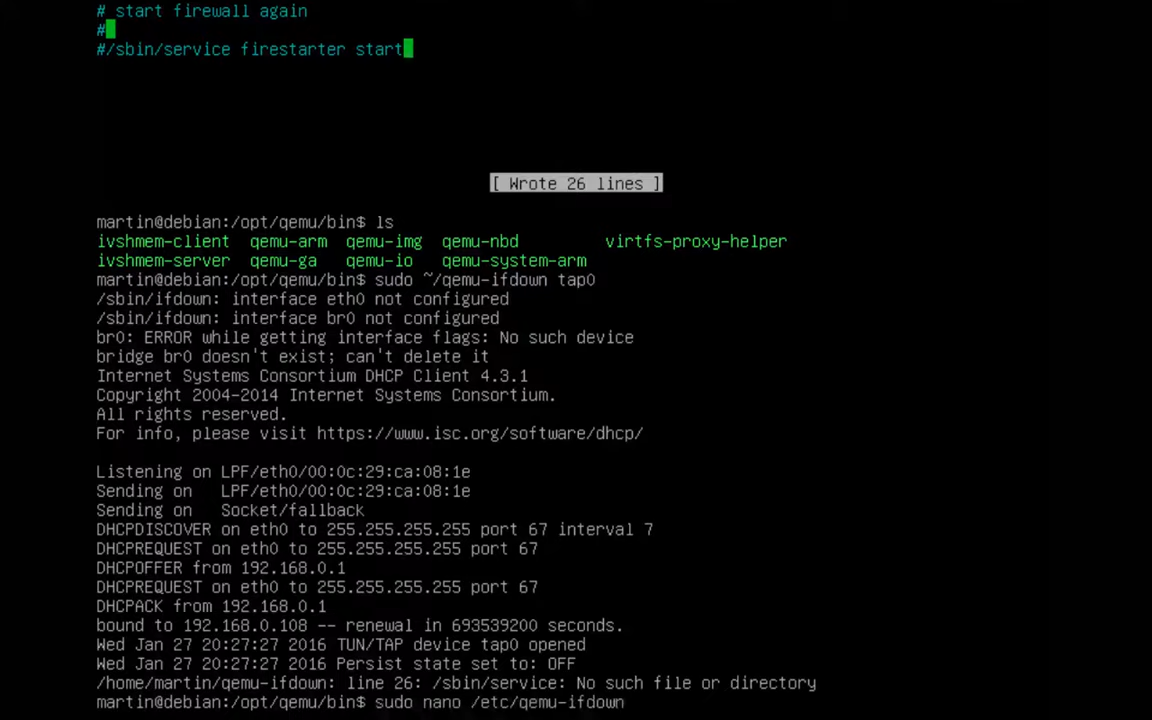 # start firewall again
#
#/sbin/service firestarter start
[ Wrote 26 lines ]
martin@debian:/opt/qemu/bin$ ls
ivshmem-client  qemu-arm  qemu-img  qemu-nbd         virtfs-proxy-helper
ivshmem-server  qemu-ga   qemu-io   qemu-system-arm
martin@debian:/opt/qemu/bin$ sudo ~/qemu-ifdown tap0
/sbin/ifdown: interface eth0 not configured
/sbin/ifdown: interface br0 not configured
br0: ERROR while getting interface flags: No such device
bridge br0 doesn't exist; can't delete it
Internet Systems Consortium DHCP Client 4.3.1
Copyright 2004-2014 Internet Systems Consortium.
All rights reserved.
For info, please visit https://www.isc.org/software/dhcp/
Listening on LPF/eth0/00:0c:29:ca:08:1e
Sending on   LPF/eth0/00:0c:29:ca:08:1e
Sending on   Socket/fallback
DHCPDISCOVER on eth0 to 255.255.255.255 port 67 interval 7
DHCPREQUEST on eth0 to 255.255.255.255 port 67
DHCPOFFER from 192.168.0.1
DHCPREQUEST on eth0 to 255.255.255.255 port 67
DHCPACK from 192.168.0.1
bound to 192.168.0.108 -- renewal in 693539200 seconds.
Wed Jan 27 20:27:27 2016 TUN/TAP device tap0 opened
Wed Jan 27 20:27:27 2016 Persist state set to: OFF
/home/martin/qemu-ifdown: line 26: /sbin/service: No such file or directory
martin@debian:/opt/qemu/bin$ sudo nano /etc/qemu-ifdown